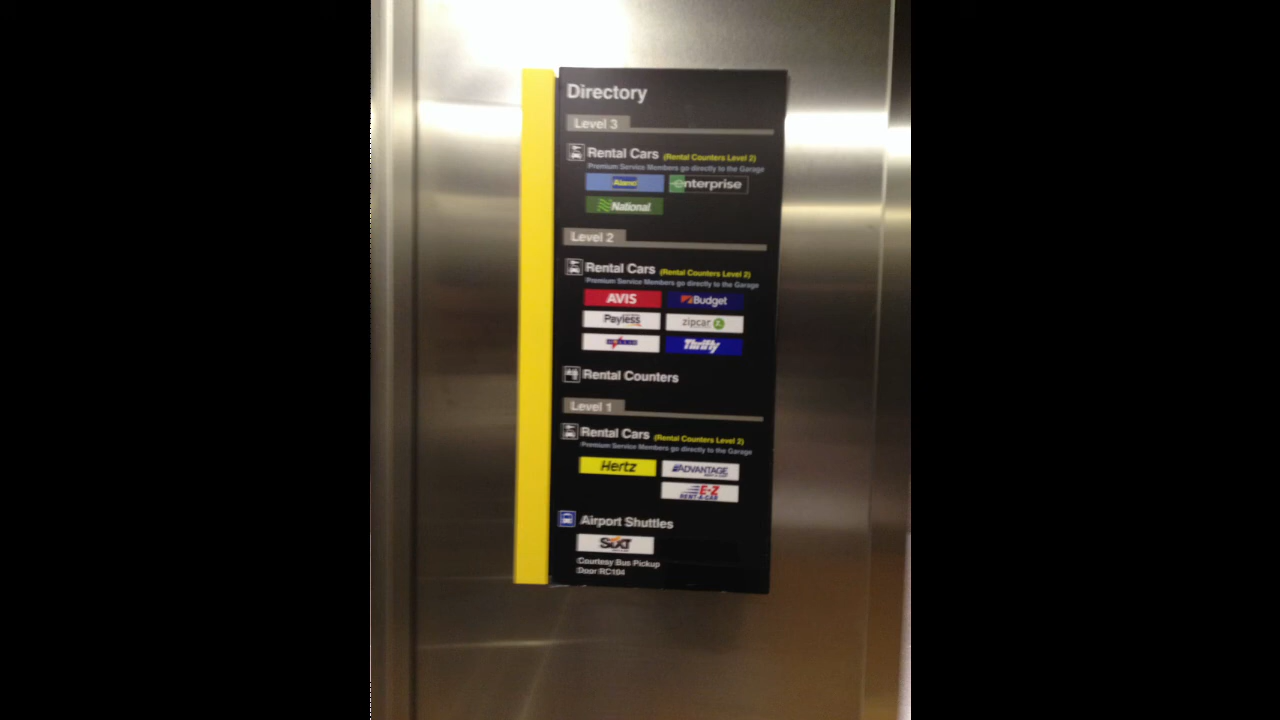 Directory
Level 3
Rental Cars (Rental Counters Level 2)
Premium Service Members go directly to the Garage
Alamo enterprise
National
Level 2
Rental Cars (Rental Counters Level 2)
Premium Service Members go directly to the Garage
AVIS Budget
Payless zipcar Z
Thrifty
Rental Counters
Level 1
Rental Cars (Rental Counters Level 2)
Premium Service Members go directly to the Garage
Hertz ADVANTAGE
E-Z
RENT-A-CAR
Airport Shuttles
SiXT
Courtesy Bus Pickup
Door RC104